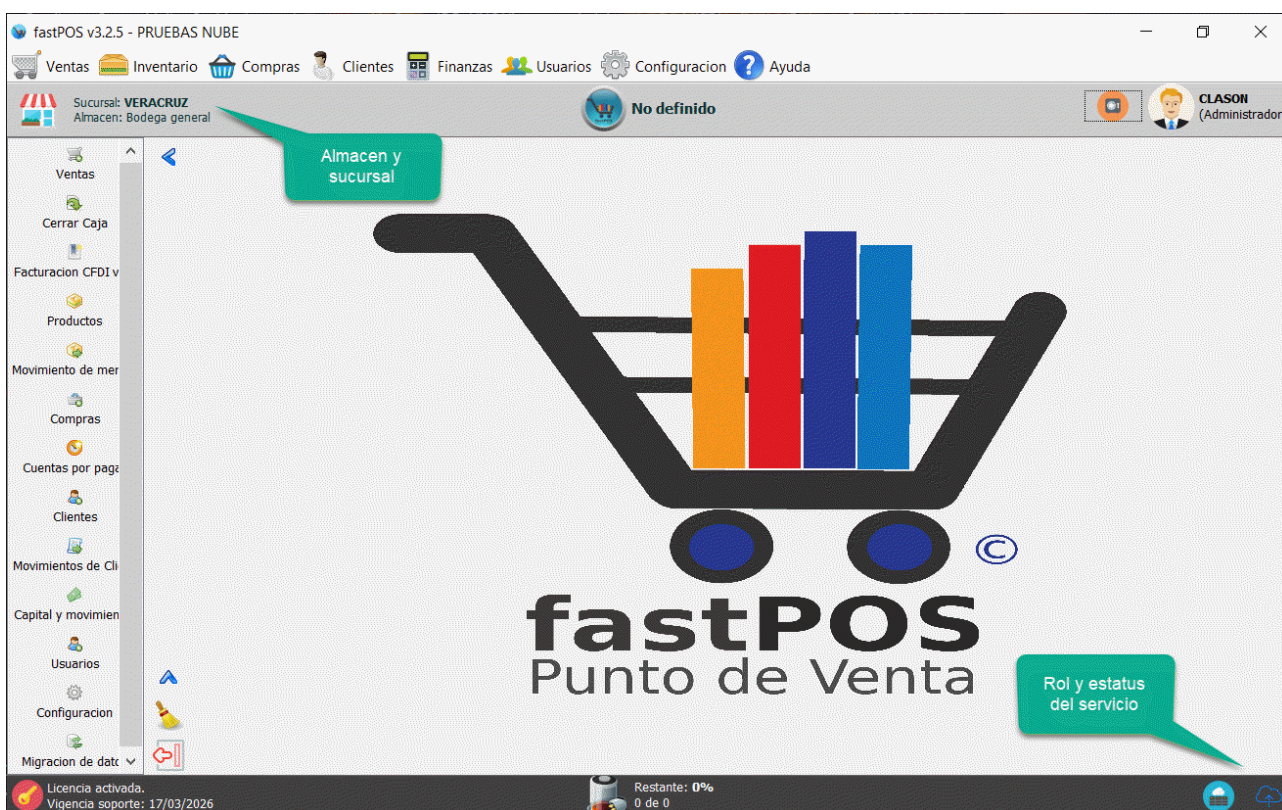 fastPOS v3.2.5 - PRUEBAS NUBE
Ventas Inventario Compras Clientes Finanzas Usuarios Configuracion Ayuda
Sucursal: VERACRUZ
Almacen: Bodega general
No definido
CLASON
(Administrador
Almacen y
sucursal
Ventas
Cerrar Caja
Facturacion CFDI v
Productos
Movimiento de mer
Compras
Cuentas por paga
Clientes
Movimientos de Cli
Capital y movimien
Usuarios
Configuracion
Migracion de datc
©
fastPOS
Punto de Venta
Rol y estatus
del servicio
Licencia activada.
Vigencia soporte: 17/03/2026
Restante: 0%
0 de 0